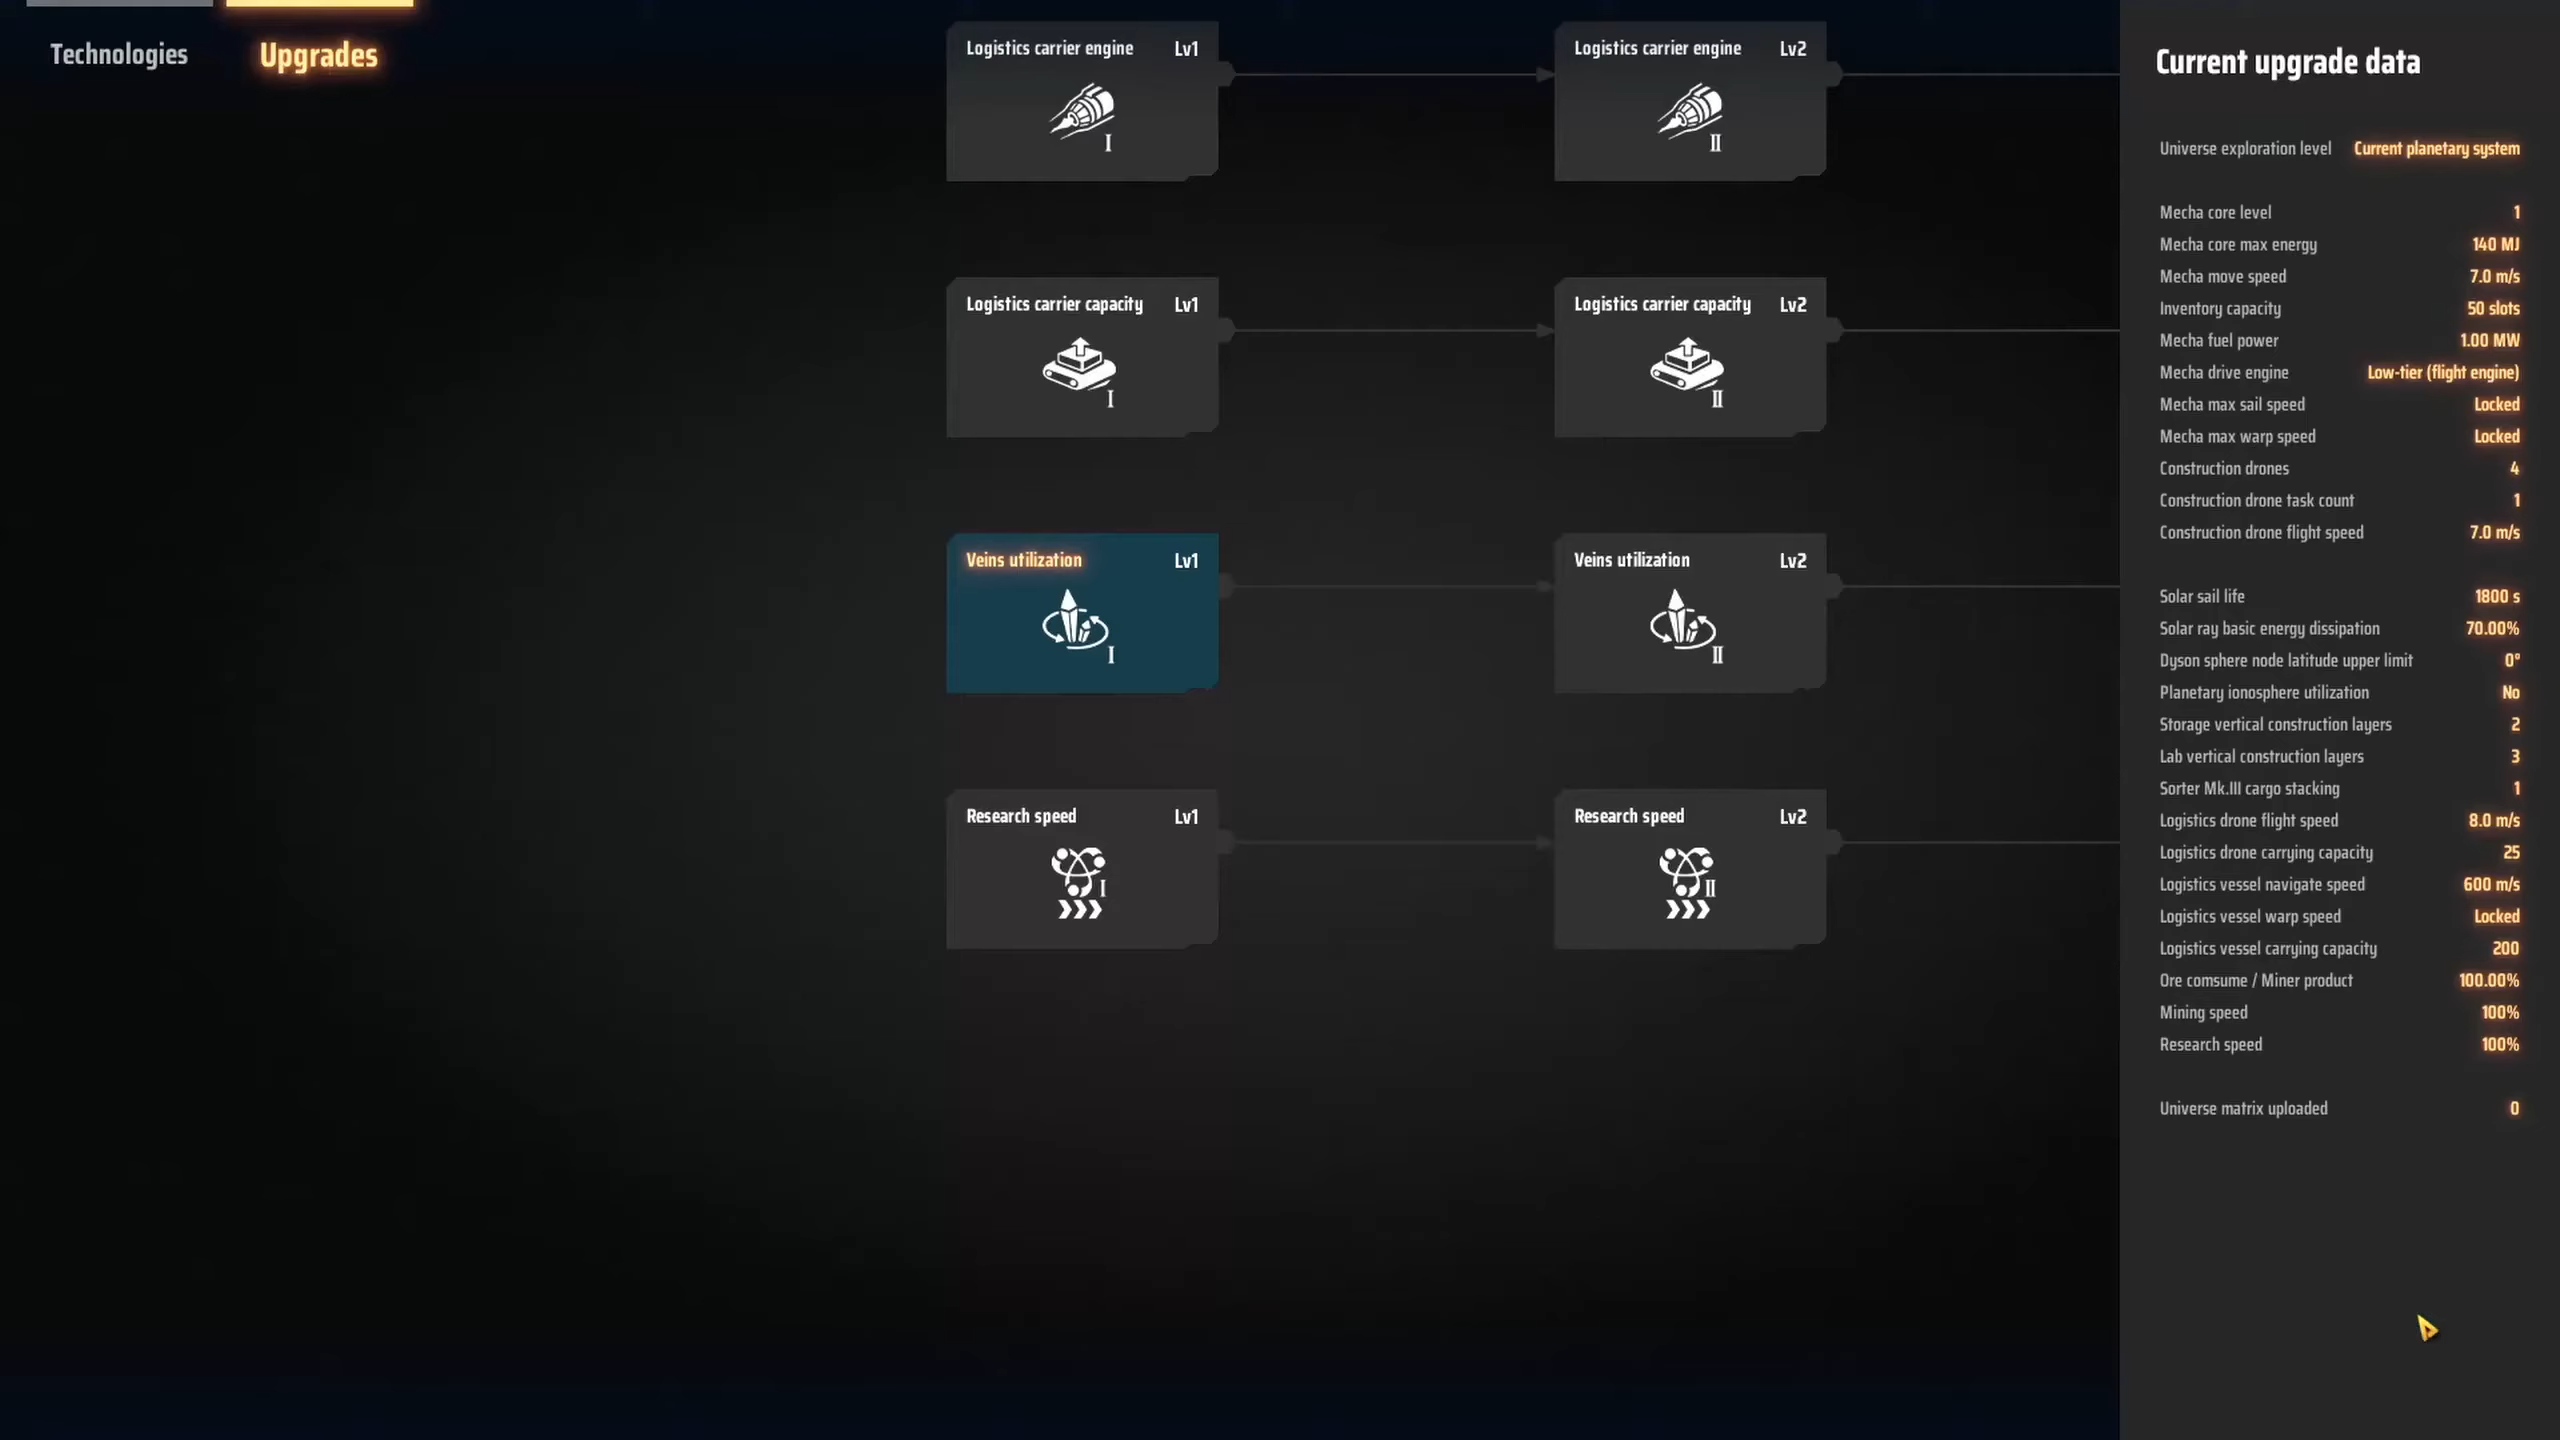 Technologies
Upgrades
Logistics carrier engine Lv1
I
Logistics carrier engine Lv2
II
Logistics carrier capacity Lv1
I
Logistics carrier capacity Lv2
II
Veins utilization Lv1
I
Veins utilization Lv2
II
Research speed Lv1
I
Research speed Lv2
II
Current upgrade data
Universe exploration level Current planetary system
Mecha core level 1
Mecha core max energy 140 MJ
Mecha move speed 7.0 m/s
Inventory capacity 50 slots
Mecha fuel power 1.00 MW
Mecha drive engine Low-tier (flight engine)
Mecha max sail speed Locked
Mecha max warp speed Locked
Construction drones 4
Construction drone task count 1
Construction drone flight speed 7.0 m/s
Solar sail life 1800 s
Solar ray basic energy dissipation 70.00%
Dyson sphere node latitude upper limit 0°
Planetary ionosphere utilization No
Storage vertical construction layers 2
Lab vertical construction layers 3
Sorter Mk.III cargo stacking 1
Logistics drone flight speed 8.0 m/s
Logistics drone carrying capacity 25
Logistics vessel navigate speed 600 m/s
Logistics vessel warp speed Locked
Logistics vessel carrying capacity 200
Ore comsume / Miner product 100.00%
Mining speed 100%
Research speed 100%
Universe matrix uploaded 0